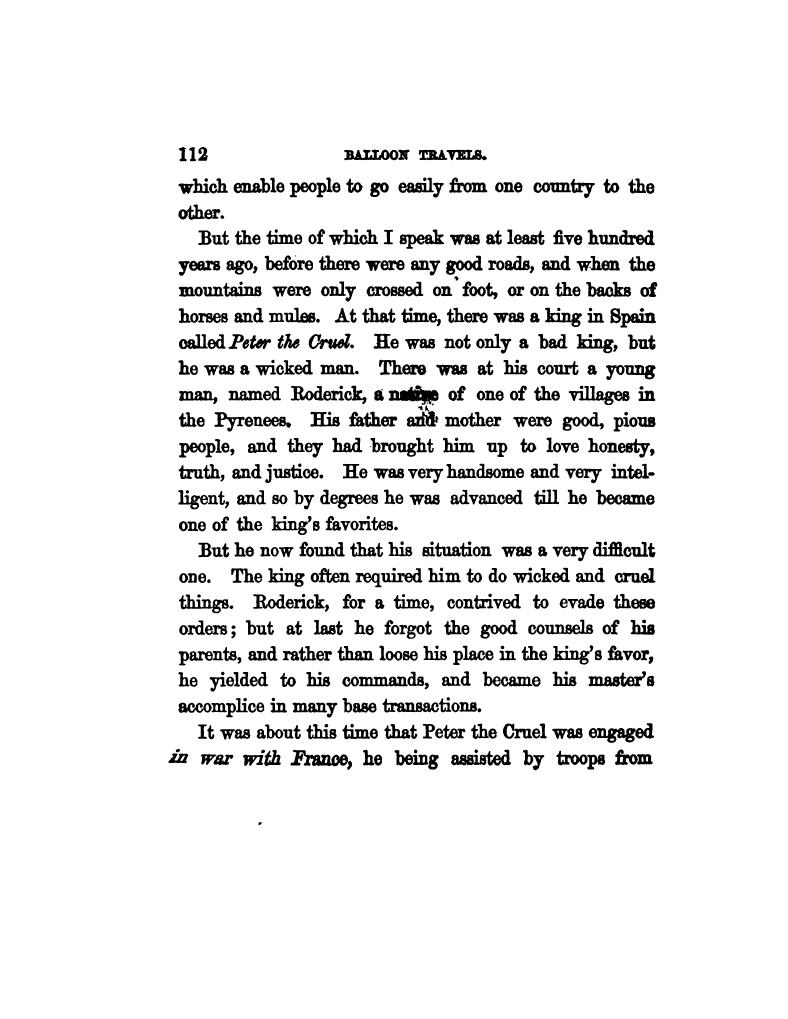 112 BALLOON TRAVELS.
which enable people to go easily from one country to the
other.
But the time of which I speak was at least five hundred
years ago, before there were any good roads, and when the
mountains were only crossed on foot, or on the backs of
horses and mules. At that time, there was a king in Spain
called Peter the Cruel. He was not only a bad king, but
he was a wicked man. There was at his court a young
man, named Roderick, a native of one of the villages in
the Pyrenees. His father and mother were good, pious
people, and they had brought him up to love honesty,
truth, and justice. He was very handsome and very intel-
ligent, and so by degrees he was advanced till he became
one of the king's favorites.
But he now found that his situation was a very difficult
one. The king often required him to do wicked and cruel
things. Roderick, for a time, contrived to evade these
orders; but at last he forgot the good counsels of his
parents, and rather than loose his place in the king's favor,
he yielded to his commands, and became his master's
accomplice in many base transactions.
It was about this time that Peter the Cruel was engaged
in war with France, he being assisted by troops from